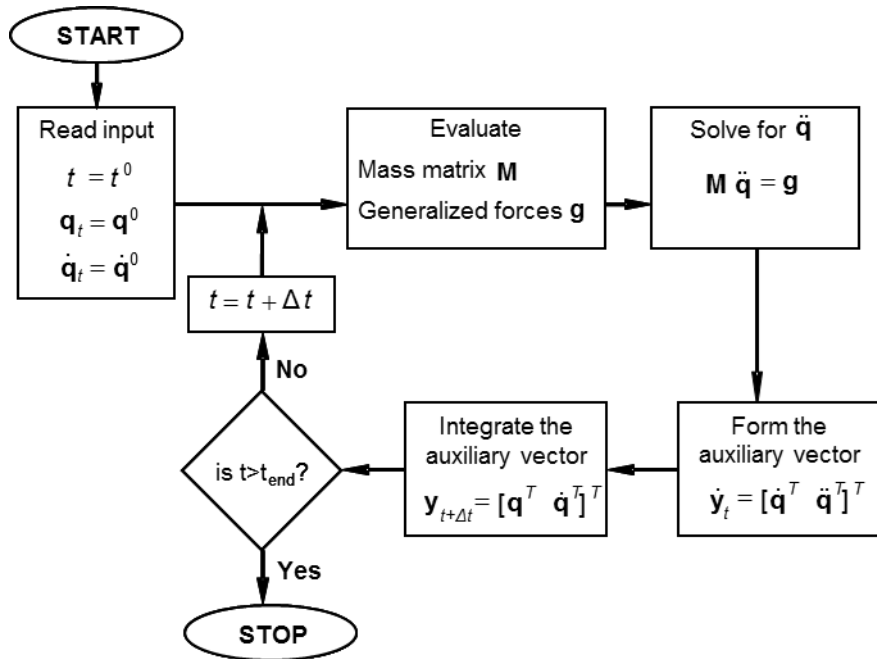 START
Read input
t = t⁰
q_t = q⁰
q̇_t = q̇⁰
Evaluate
Mass matrix M
Generalized forces g
Solve for q̈
M q̈ = g
Form the
auxiliary vector
ẏ_t = [q̇ᵀ q̈ᵀ]ᵀ
Integrate the
auxiliary vector
y_{t+Δt} = [qᵀ q̇ᵀ]ᵀ
is t>t_end?
No
t = t + Δ t
Yes
STOP